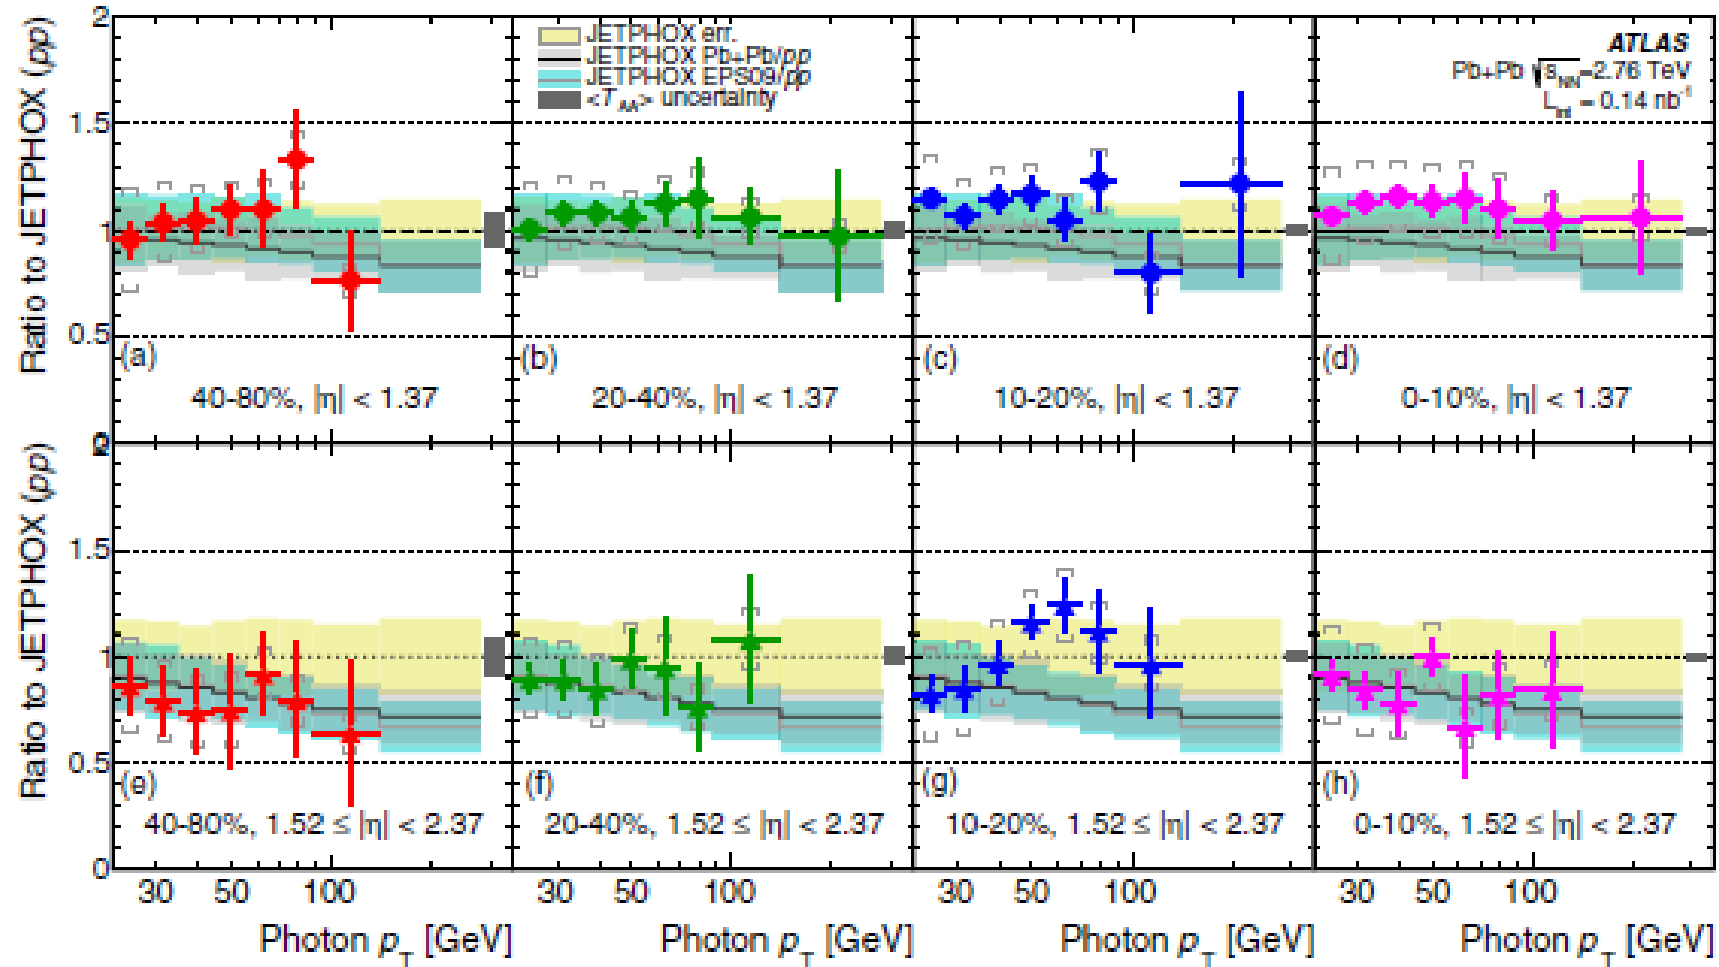 Ratio to JETPHOX (pp)
2
1.5
1
0.5
JETPHOX err.
JETPHOX Pb+Pb/pp
JETPHOX EPS09/pp
<T_AA> uncertainty
ATLAS
Pb+Pb √s_NN=2.76 TeV
L_int = 0.14 nb^-1
(a)
40-80%, |η| < 1.37
(b)
20-40%, |η| < 1.37
(c)
10-20%, |η| < 1.37
(d)
0-10%, |η| < 1.37
Ratio to JETPHOX (pp)
1.5
1
0.5
0
(e)
40-80%, 1.52 ≤ |η| < 2.37
(f)
20-40%, 1.52 ≤ |η| < 2.37
(g)
10-20%, 1.52 ≤ |η| < 2.37
(h)
0-10%, 1.52 ≤ |η| < 2.37
30 50 100
30 50 100
30 50 100
30 50 100
Photon p_T [GeV]
Photon p_T [GeV]
Photon p_T [GeV]
Photon p_T [GeV]